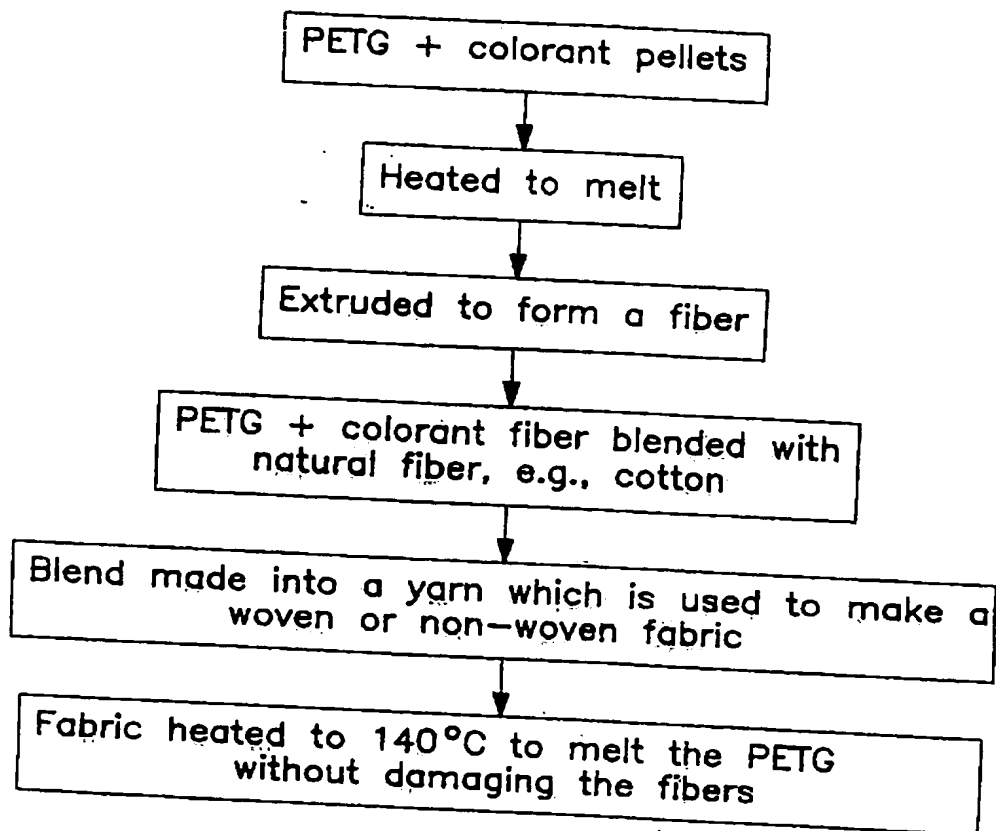 PETG + colorant pellets
Heated to melt
Extruded to form a fiber
PETG + colorant fiber blended with
natural fiber, e.g., cotton
Blend made into a yarn which is used to make a
woven or non-woven fabric
Fabric heated to 140°C to melt the PETG
without damaging the fibers